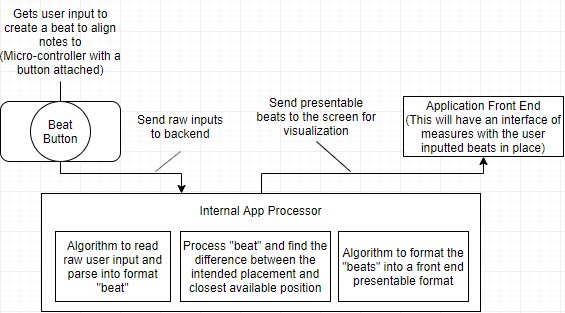 Gets user input to
create a beat to align
notes to
(Micro-controller with a
button attached)
Beat
Button
Send raw inputs
to backend
Send presentable
beats to the screen for
visualization
Application Front End
(This will have an interface of
measures with the user
inputted beats in place)
Internal App Processor
Algorithm to read
raw user input and
parse into format
"beat"
Process "beat" and find the
difference between the
intended placement and
closest available position
Algorithm to format the
"beats" into a front end
presentable format